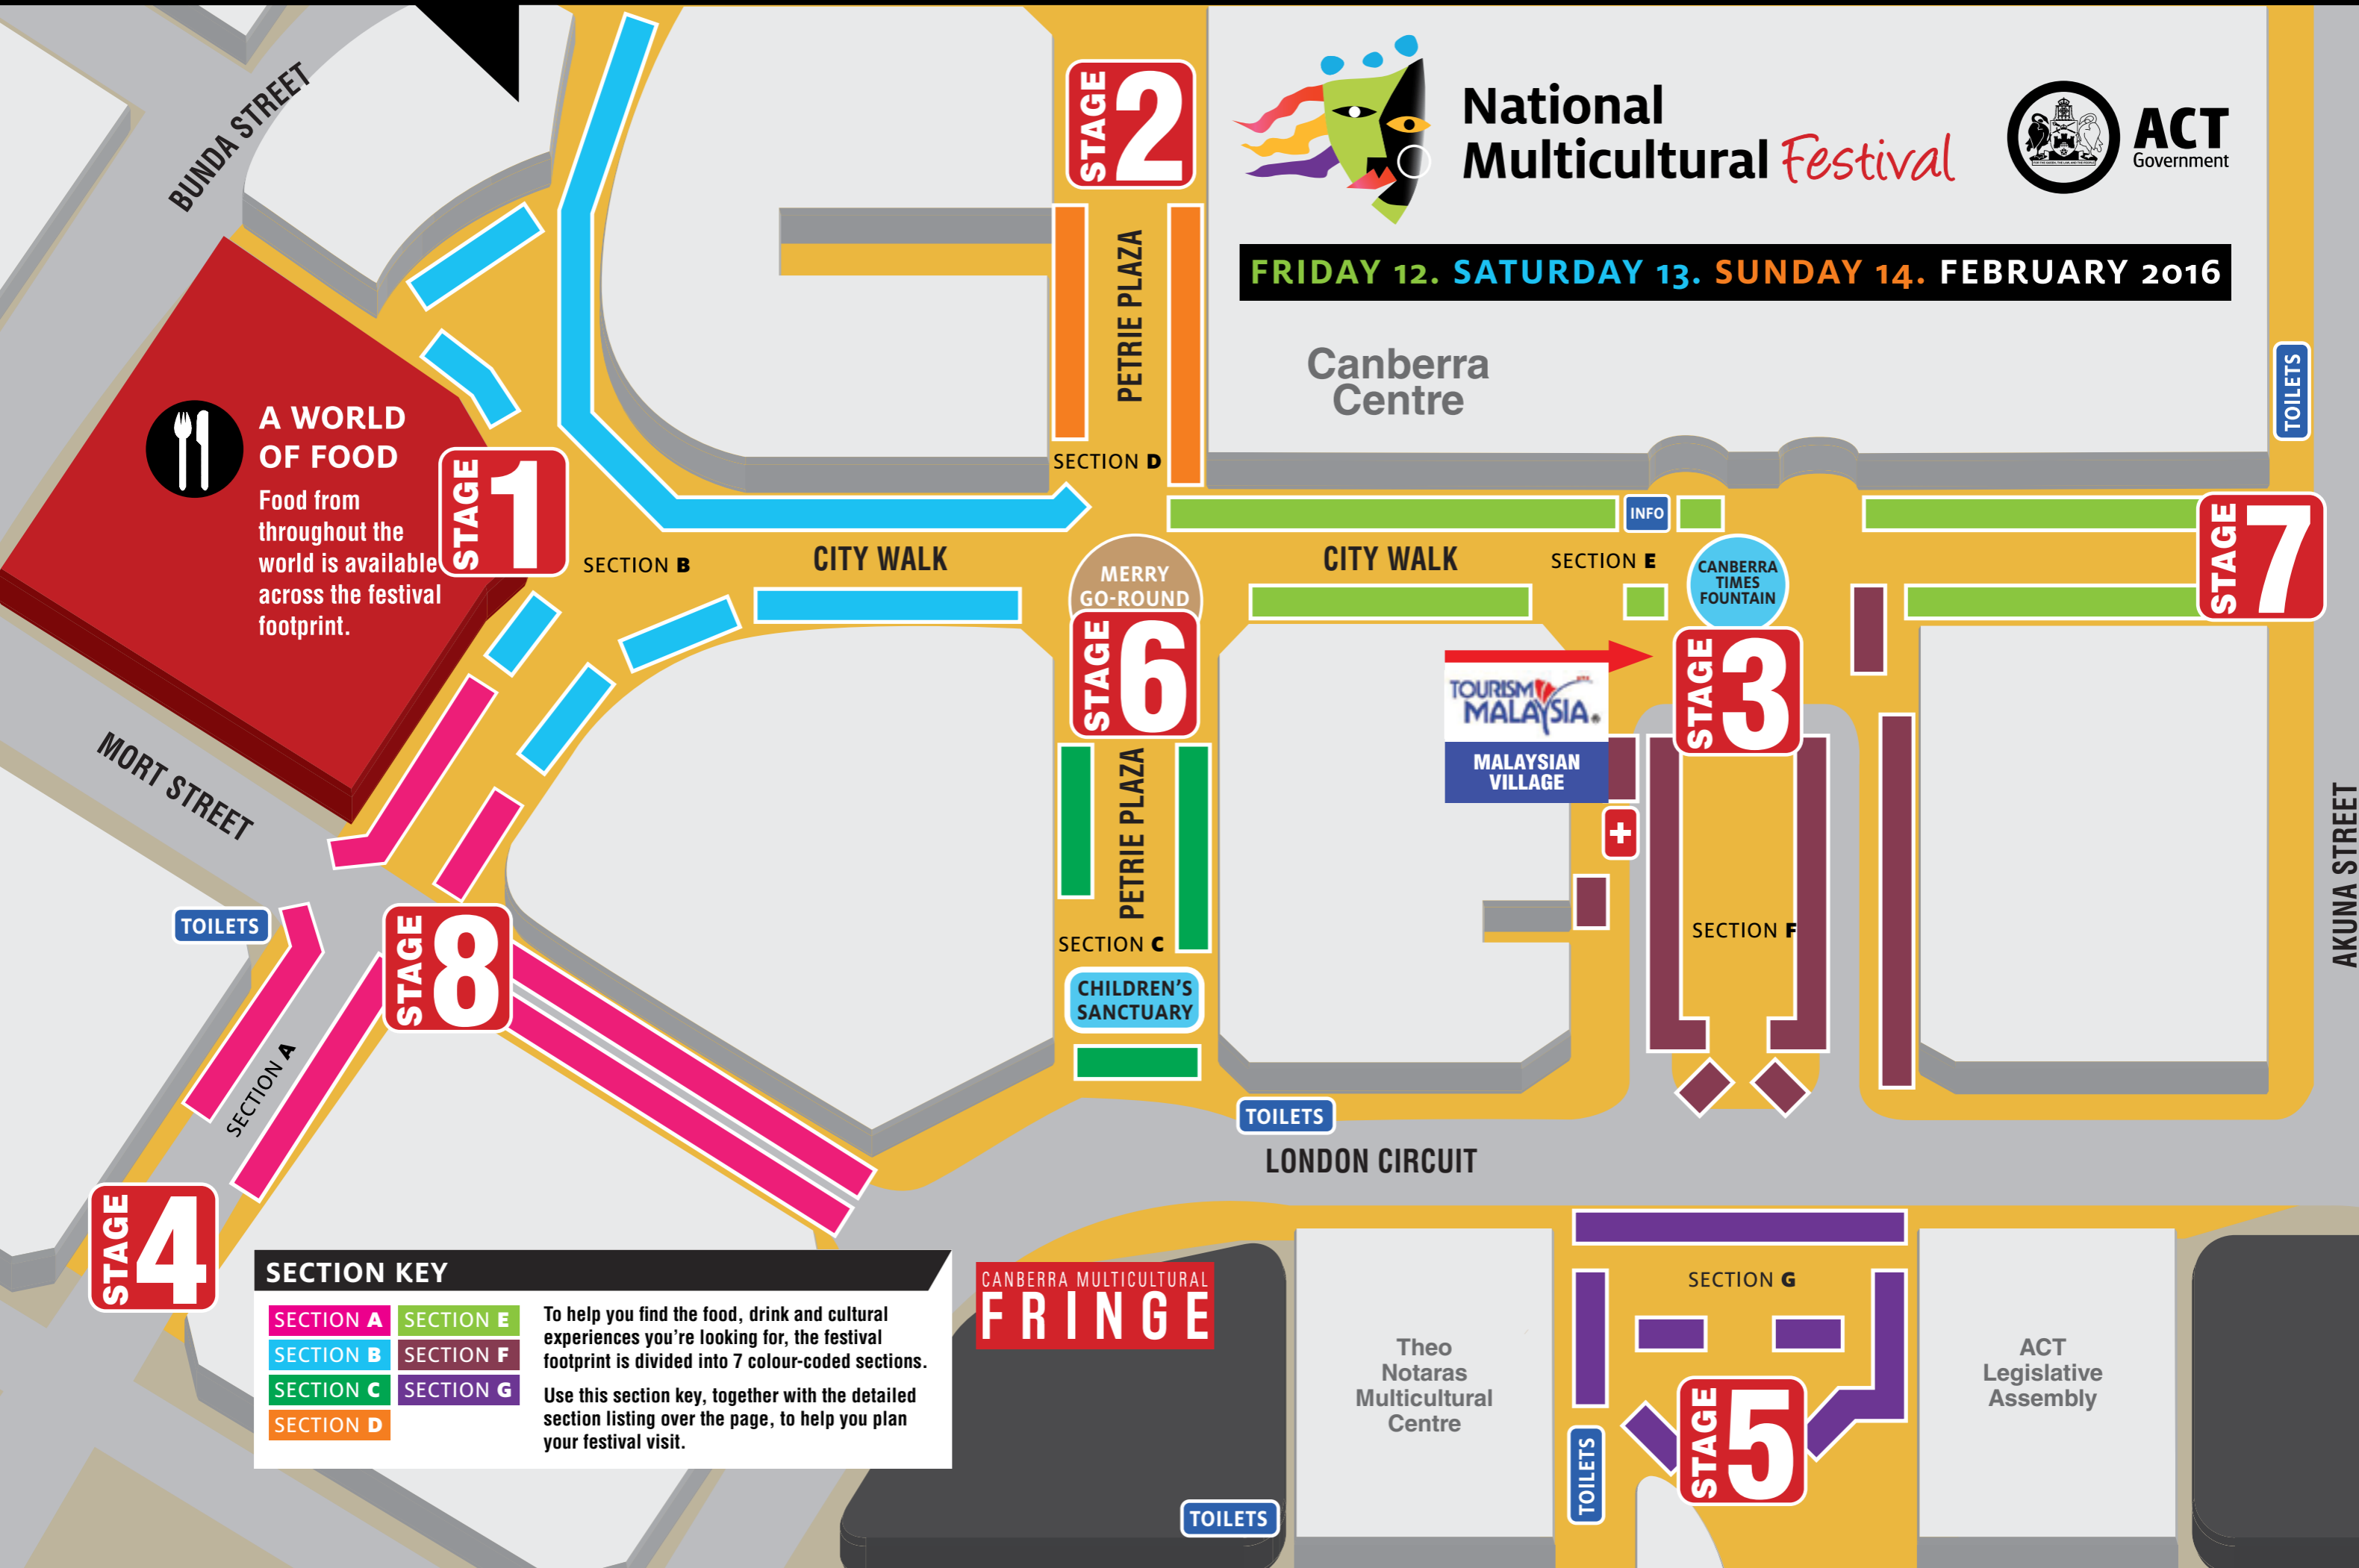 BUNDA STREET
STAGE 2
National
Multicultural Festival
ACT
Government
FRIDAY 12. SATURDAY 13. SUNDAY 14. FEBRUARY 2016
PETRIE PLAZA
Canberra
Centre
TOILETS
A WORLD
OF FOOD
Food from
throughout the
world is available
across the festival
footprint.
STAGE 1
SECTION D
SECTION B
CITY WALK
MERRY
GO-ROUND
STAGE 6
CITY WALK
INFO
SECTION E
CANBERRA
TIMES
FOUNTAIN
STAGE 7
STAGE 3
TOURISM
MALAYSIA®
MALAYSIAN
VILLAGE
MORT STREET
PETRIE PLAZA
AKUNA STREET
TOILETS
STAGE 8
SECTION C
SECTION F
CHILDREN'S
SANCTUARY
SECTION A
TOILETS
LONDON CIRCUIT
STAGE 4
SECTION KEY
SECTION A
SECTION B
SECTION C
SECTION D
SECTION E
SECTION F
SECTION G
To help you find the food, drink and cultural
experiences you're looking for, the festival
footprint is divided into 7 colour-coded sections.
Use this section key, together with the detailed
section listing over the page, to help you plan
your festival visit.
CANBERRA MULTICULTURAL
FRINGE
SECTION G
Theo
Notaras
Multicultural
Centre
ACT
Legislative
Assembly
STAGE 5
TOILETS
TOILETS